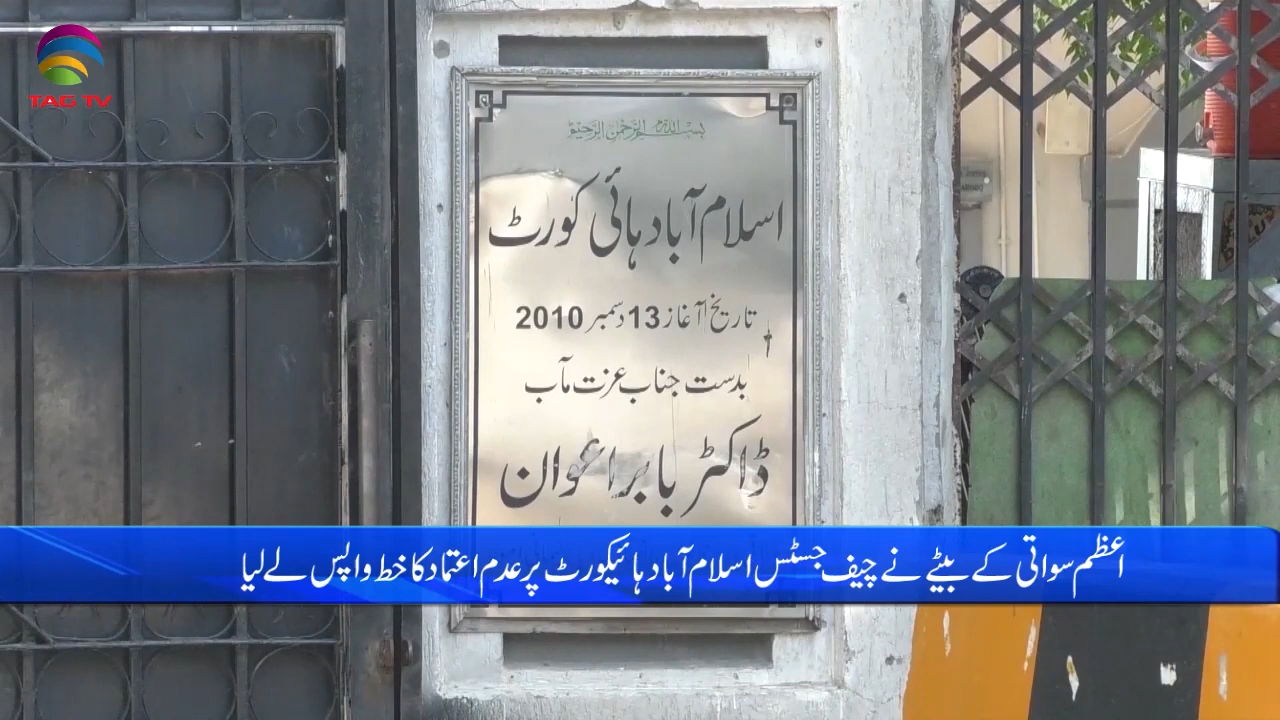 TAG TV
بسم اللہ الرحمن الرحیم
اسلام آباد ہائی کورٹ
تاریخ آغاز 13 دسمبر 2010
بدست جناب عزت مآب
ڈاکٹر بابر اعوان
اعظم سواتی کے بیٹے نے چیف جسٹس اسلام آباد ہائیکورٹ پر عدم اعتماد کا خط واپس لے لیا